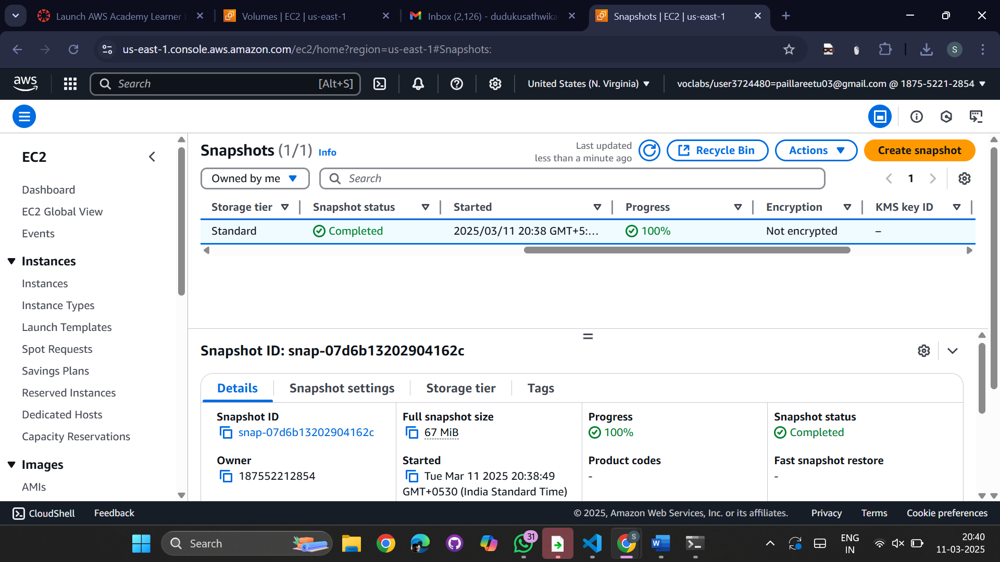 Launch AWS Academy Learner
Volumes | EC2 | us-east-1
Inbox (2,126) - dudukusathwika
Snapshots | EC2 | us-east-1
us-east-1.console.aws.amazon.com/ec2/home?region=us-east-1#Snapshots:
S
aws
Search
[Alt+S]
United States (N. Virginia)
voclabs/user3724480=paillareetu03@gmail.com @ 1875-5221-2854
EC2
Dashboard
EC2 Global View
Events
Instances
Instances
Instance Types
Launch Templates
Spot Requests
Savings Plans
Reserved Instances
Dedicated Hosts
Capacity Reservations
Images
AMIs
Snapshots (1/1) Info
Last updated
less than a minute ago
Recycle Bin
Actions
Create snapshot
Owned by me
Search
1
Storage tier
Snapshot status
Started
Progress
Encryption
KMS key ID
Standard
Completed
2025/03/11 20:38 GMT+5:…
100%
Not encrypted
–
Snapshot ID: snap-07d6b13202904162c
Details
Snapshot settings
Storage tier
Tags
Snapshot ID
snap-07d6b13202904162c
Full snapshot size
67 MiB
Progress
100%
Snapshot status
Completed
Owner
187552212854
Started
Tue Mar 11 2025 20:38:49
GMT+0530 (India Standard Time)
Product codes
-
Fast snapshot restore
-
CloudShell
Feedback
© 2025, Amazon Web Services, Inc. or its affiliates.
Privacy
Terms
Cookie preferences
Search
31
S
W
ENG
IN
20:40
11-03-2025